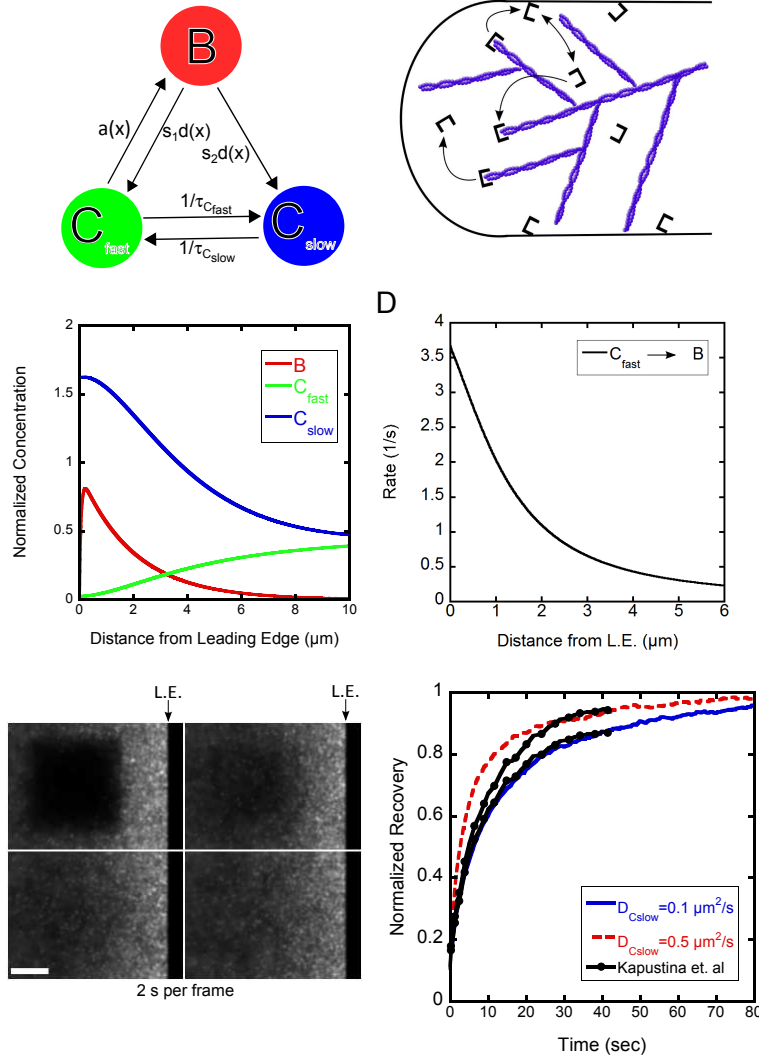 B
a(x)
s1d(x)
s2d(x)
C fast
1/τCfast
1/τCslow
C slow
D
Normalized Concentration
2
1.5
1
0.5
0
B
C fast
C slow
0 2 4 6 8 10
Distance from Leading Edge (μm)
Rate (1/s)
4
3.5
3
2.5
2
1.5
1
0.5
0
C fast → B
0 1 2 3 4 5 6
Distance from L.E. (μm)
L.E. L.E.
2 s per frame
Normalized Recovery
1
0.8
0.6
0.4
0.2
0
DCslow=0.1 μm²/s
DCslow=0.5 μm²/s
Kapustina et. al
0 10 20 30 40 50 60 70 80
Time (sec)